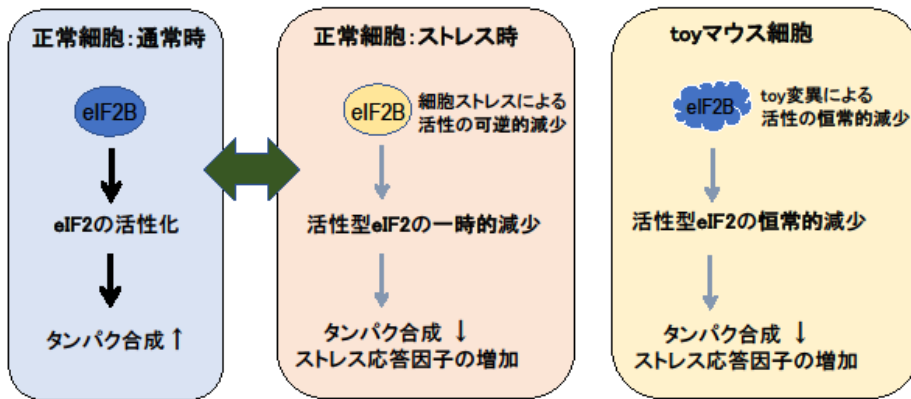 正常細胞：通常時
eIF2B
eIF2の活性化
タンパク合成↑
正常細胞：ストレス時
eIF2B
細胞ストレスによる
活性の可逆的減少
活性型eIF2の一時的減少
タンパク合成 ↓
ストレス応答因子の増加
toyマウス細胞
eIF2B
toy変異による
活性の恒常的減少
活性型eIF2の恒常的減少
タンパク合成 ↓
ストレス応答因子の増加